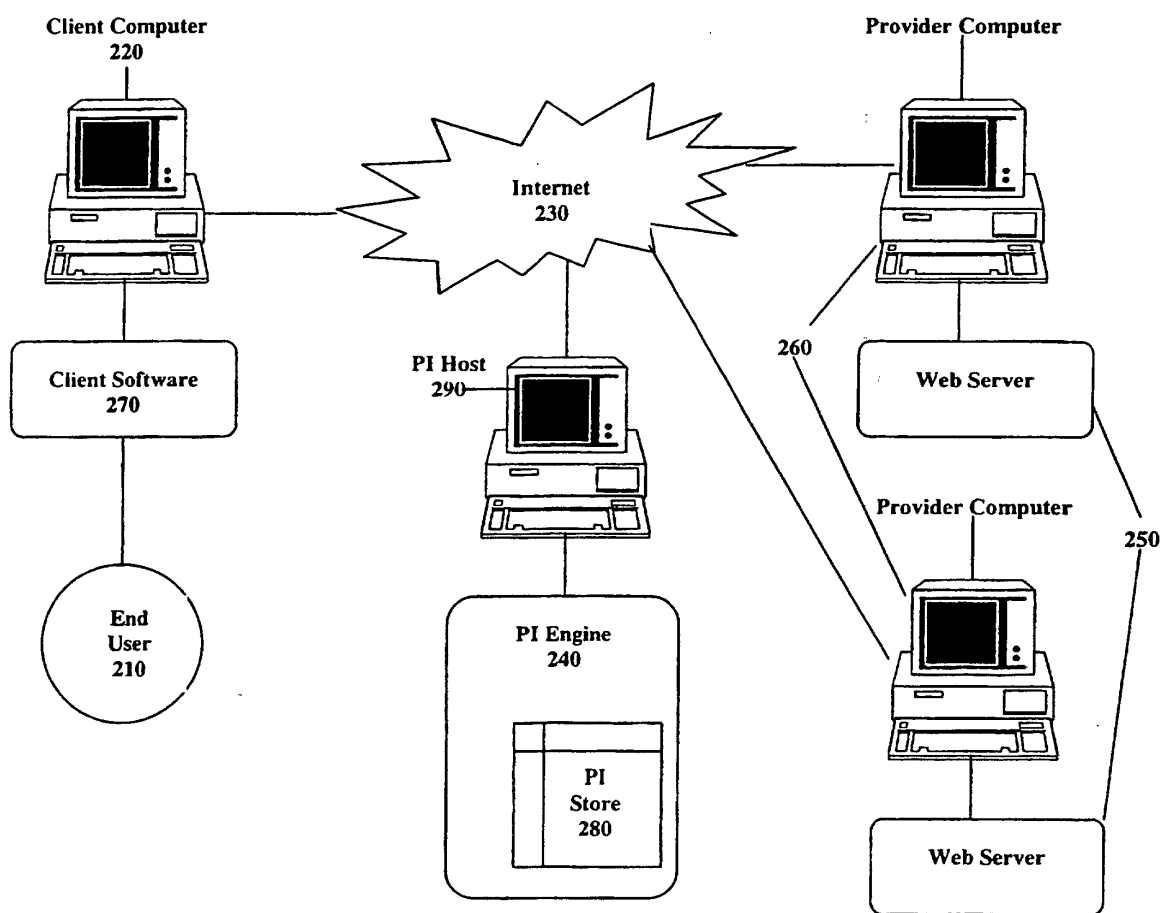 Client Computer
220
Provider Computer
Internet
230
PI Host
290
260
Client Software
270
Web Server
Provider Computer
250
End
User
210
PI Engine
240
PI
Store
280
Web Server